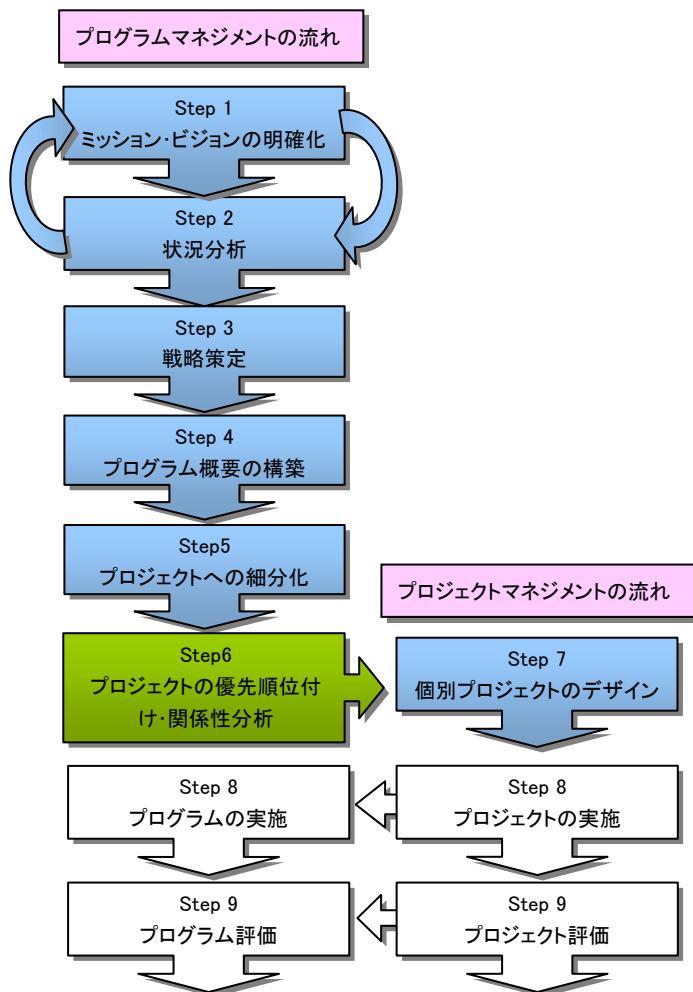 プログラムマネジメントの流れ
Step 1
ミッション・ビジョンの明確化
Step 2
状況分析
Step 3
戦略策定
Step 4
プログラム概要の構築
Step5
プロジェクトへの細分化
プロジェクトマネジメントの流れ
Step6
プロジェクトの優先順位付
け・関係性分析
Step 7
個別プロジェクトのデザイン
Step 8
プログラムの実施
Step 8
プロジェクトの実施
Step 9
プログラム評価
Step 9
プロジェクト評価